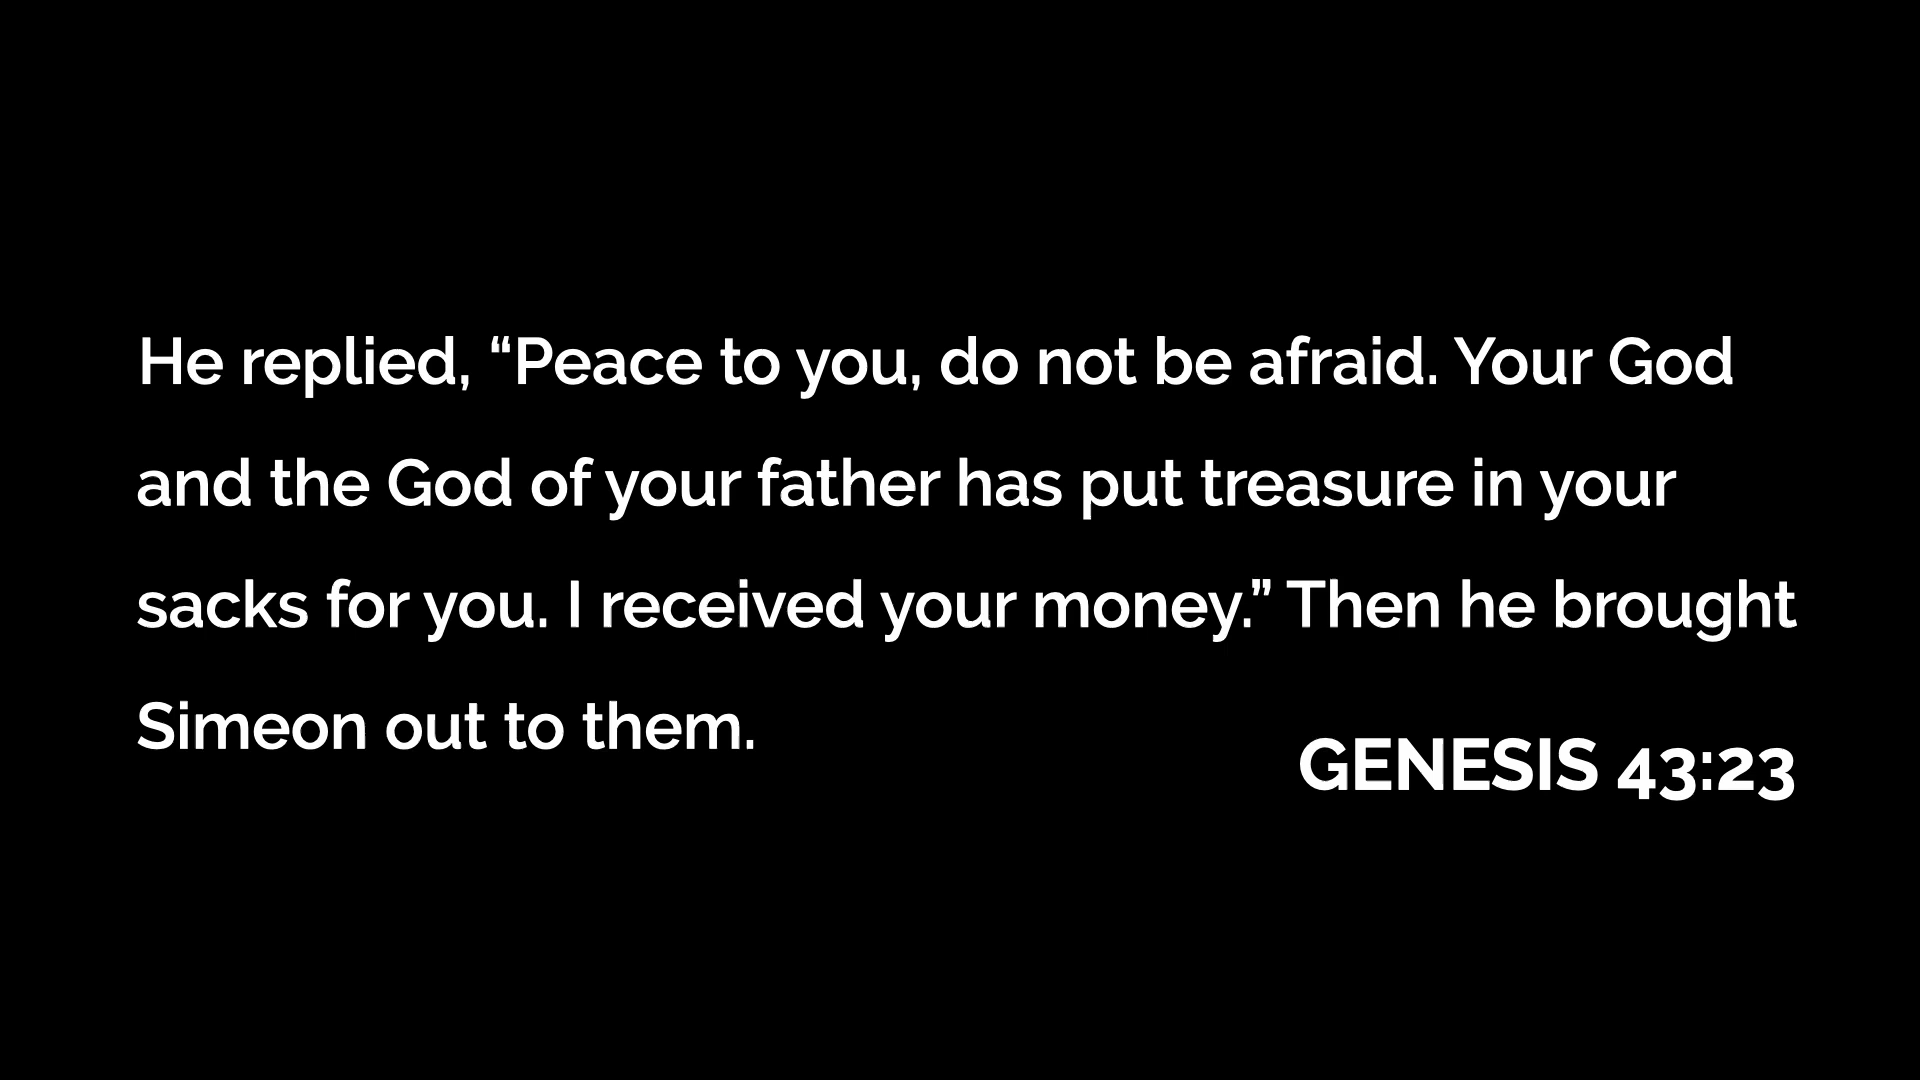 He replied, “Peace to you, do not be afraid. Your God
and the God of your father has put treasure in your
sacks for you. I received your money.” Then he brought
Simeon out to them.
GENESIS 43:23